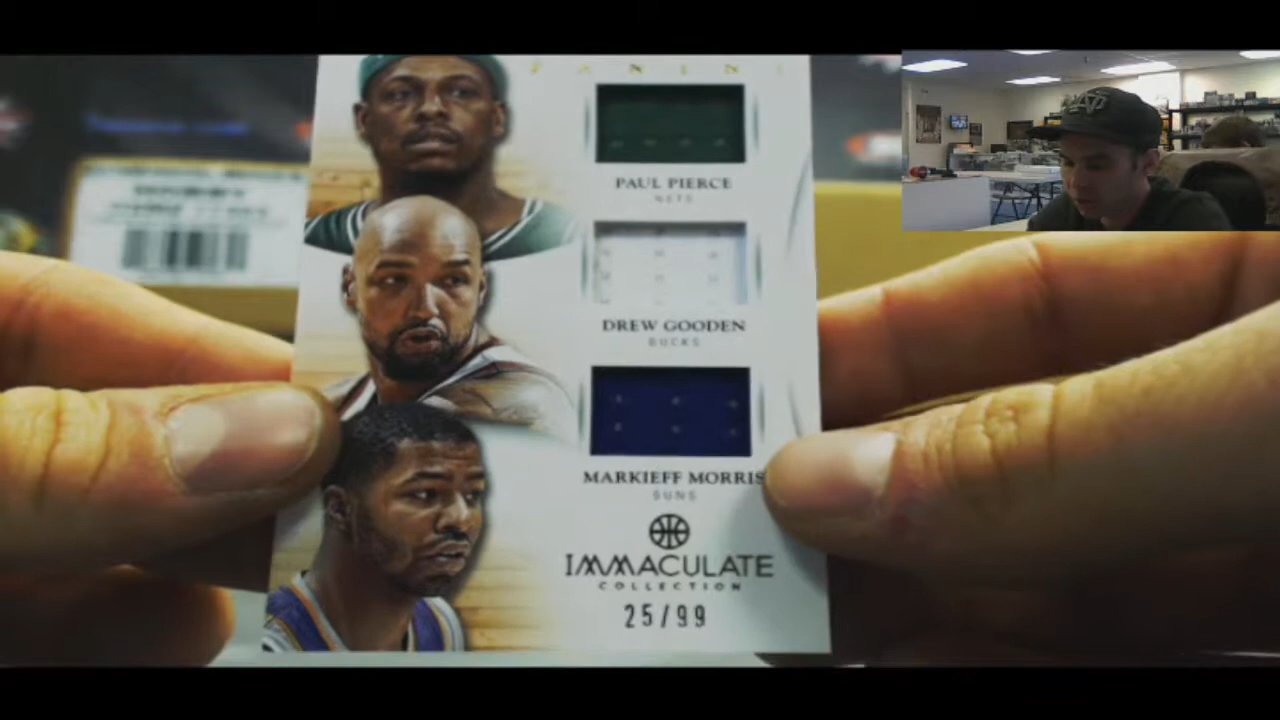 PANINI
PAUL PIERCE
NETS
DREW GOODEN
BUCKS
MARKIEFF MORRIS
SUNS
IMMACULATE
COLLECTION
25/99